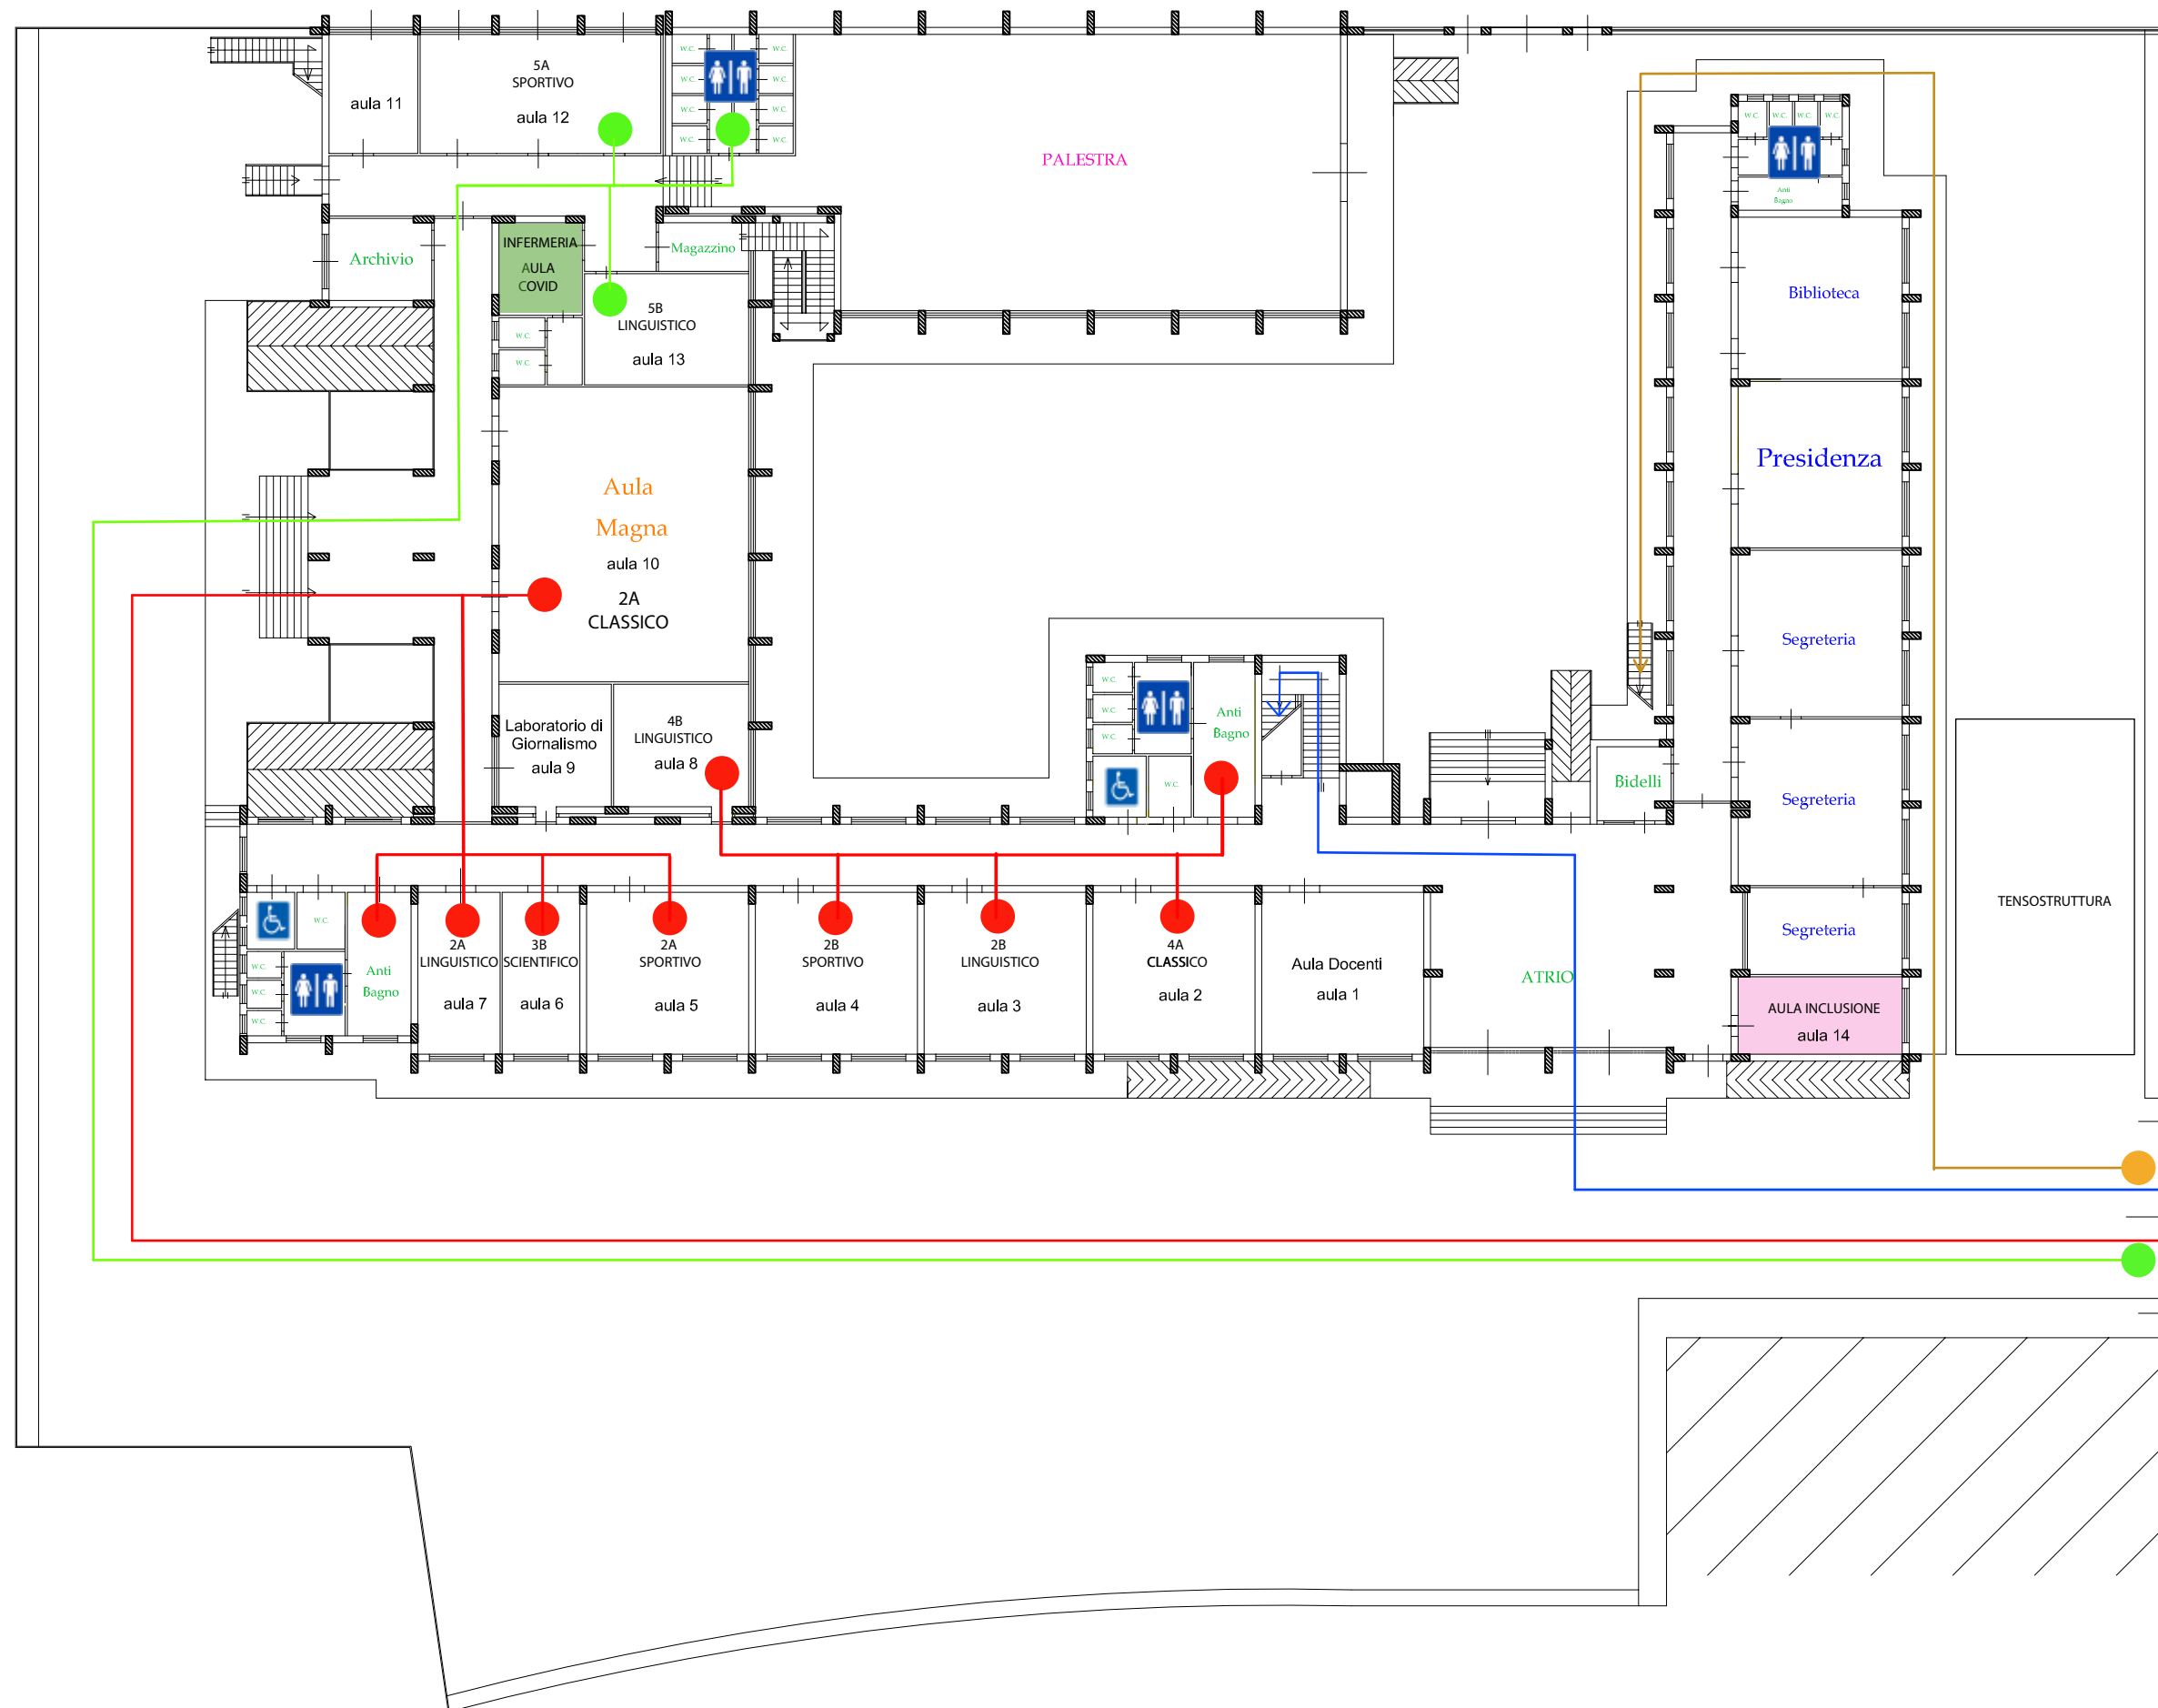 5A
SPORTIVO
aula 12
aula 11
W.C.
W.C.
W.C.
W.C.
W.C.
W.C.
W.C.
W.C.
PALESTRA
W.C.
W.C.
W.C.
W.C.
Anti
Bagno
Archivio
INFERMERIA
AULA
COVID
Magazzino
5B
LINGUISTICO
aula 13
W.C.
W.C.
Biblioteca
Presidenza
Aula
Magna
aula 10
2A
CLASSICO
Segreteria
Laboratorio di
Giornalismo
aula 9
4B
LINGUISTICO
aula 8
W.C.
W.C.
W.C.
W.C.
Anti
Bagno
Bidelli
Segreteria
W.C.
W.C.
W.C.
W.C.
Anti
Bagno
2A
LINGUISTICO
aula 7
3B
SCIENTIFICO
aula 6
2A
SPORTIVO
aula 5
2B
SPORTIVO
aula 4
2B
LINGUISTICO
aula 3
4A
CLASSICO
aula 2
Aula Docenti
aula 1
ATRIO
Segreteria
AULA INCLUSIONE
aula 14
TENSOSTRUTTURA